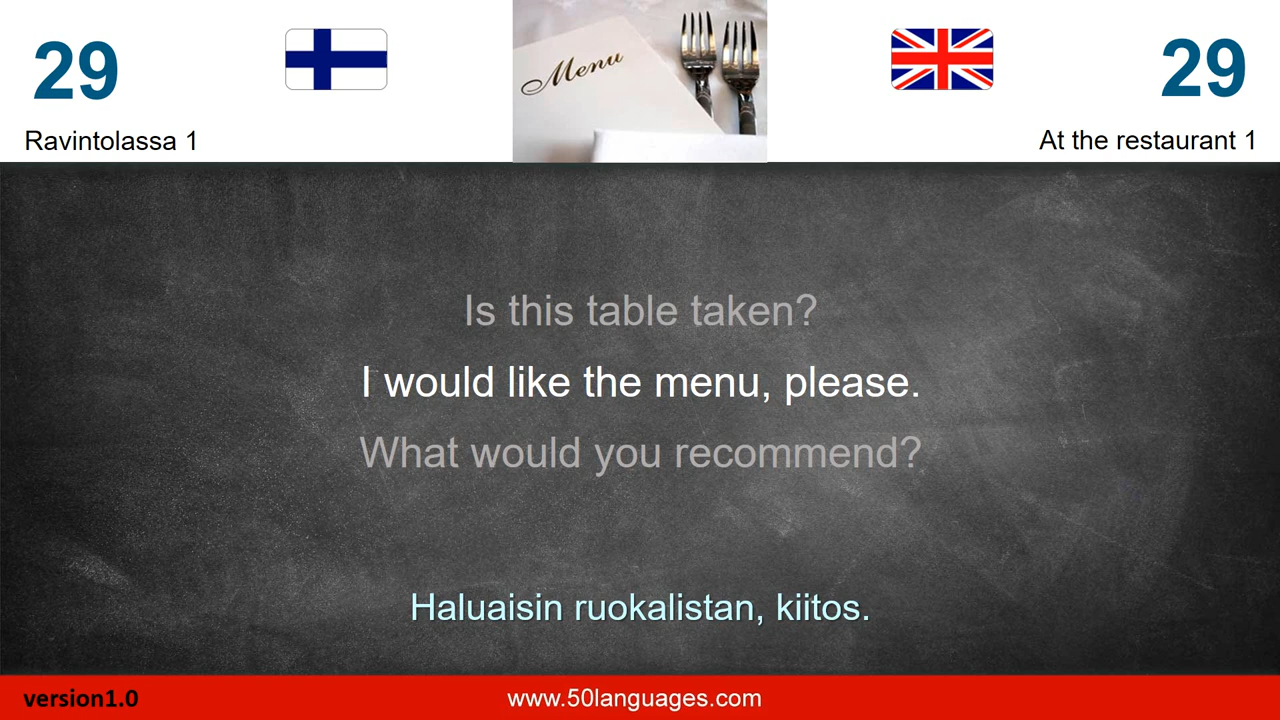 29
29
Menu
Ravintolassa 1
At the restaurant 1
Is this table taken?
I would like the menu, please.
What would you recommend?
Haluaisin ruokalistan, kiitos.
version1.0
www.50languages.com